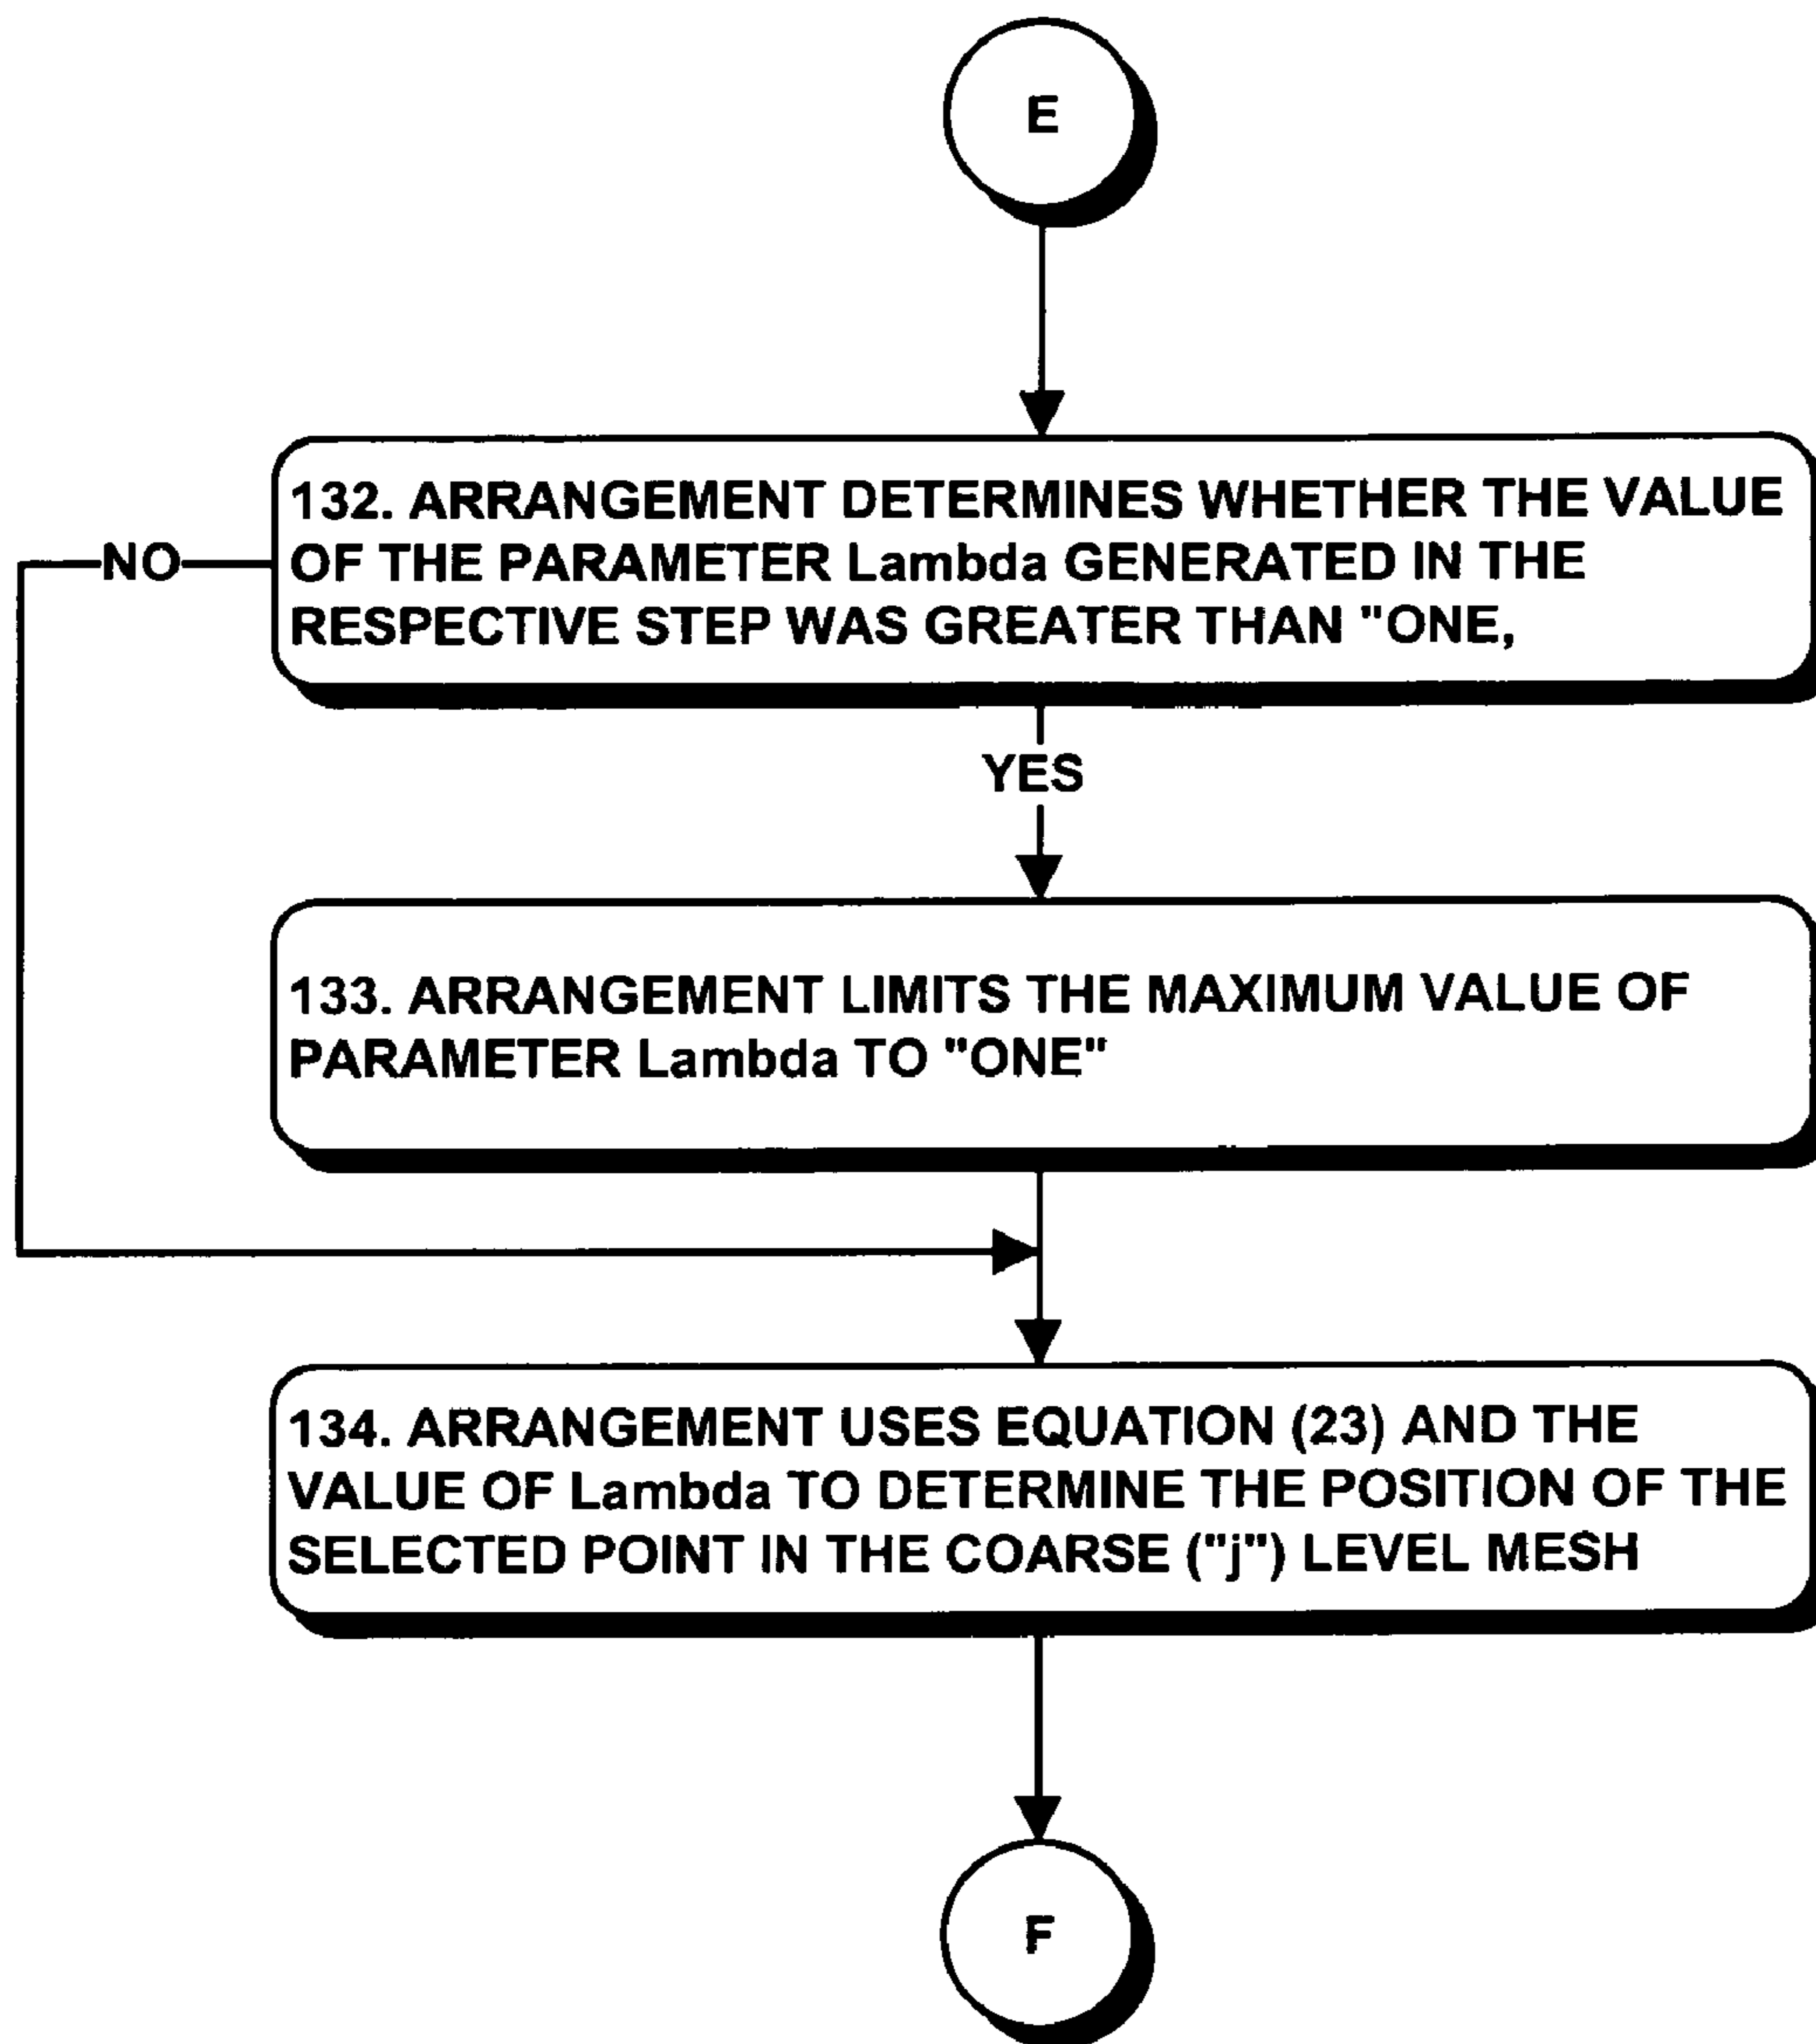 E
132. ARRANGEMENT DETERMINES WHETHER THE VALUE
OF THE PARAMETER Lambda GENERATED IN THE
RESPECTIVE STEP WAS GREATER THAN "ONE,
NO
YES
133. ARRANGEMENT LIMITS THE MAXIMUM VALUE OF
PARAMETER Lambda TO "ONE"
134. ARRANGEMENT USES EQUATION (23) AND THE
VALUE OF Lambda TO DETERMINE THE POSITION OF THE
SELECTED POINT IN THE COARSE ("j") LEVEL MESH
F